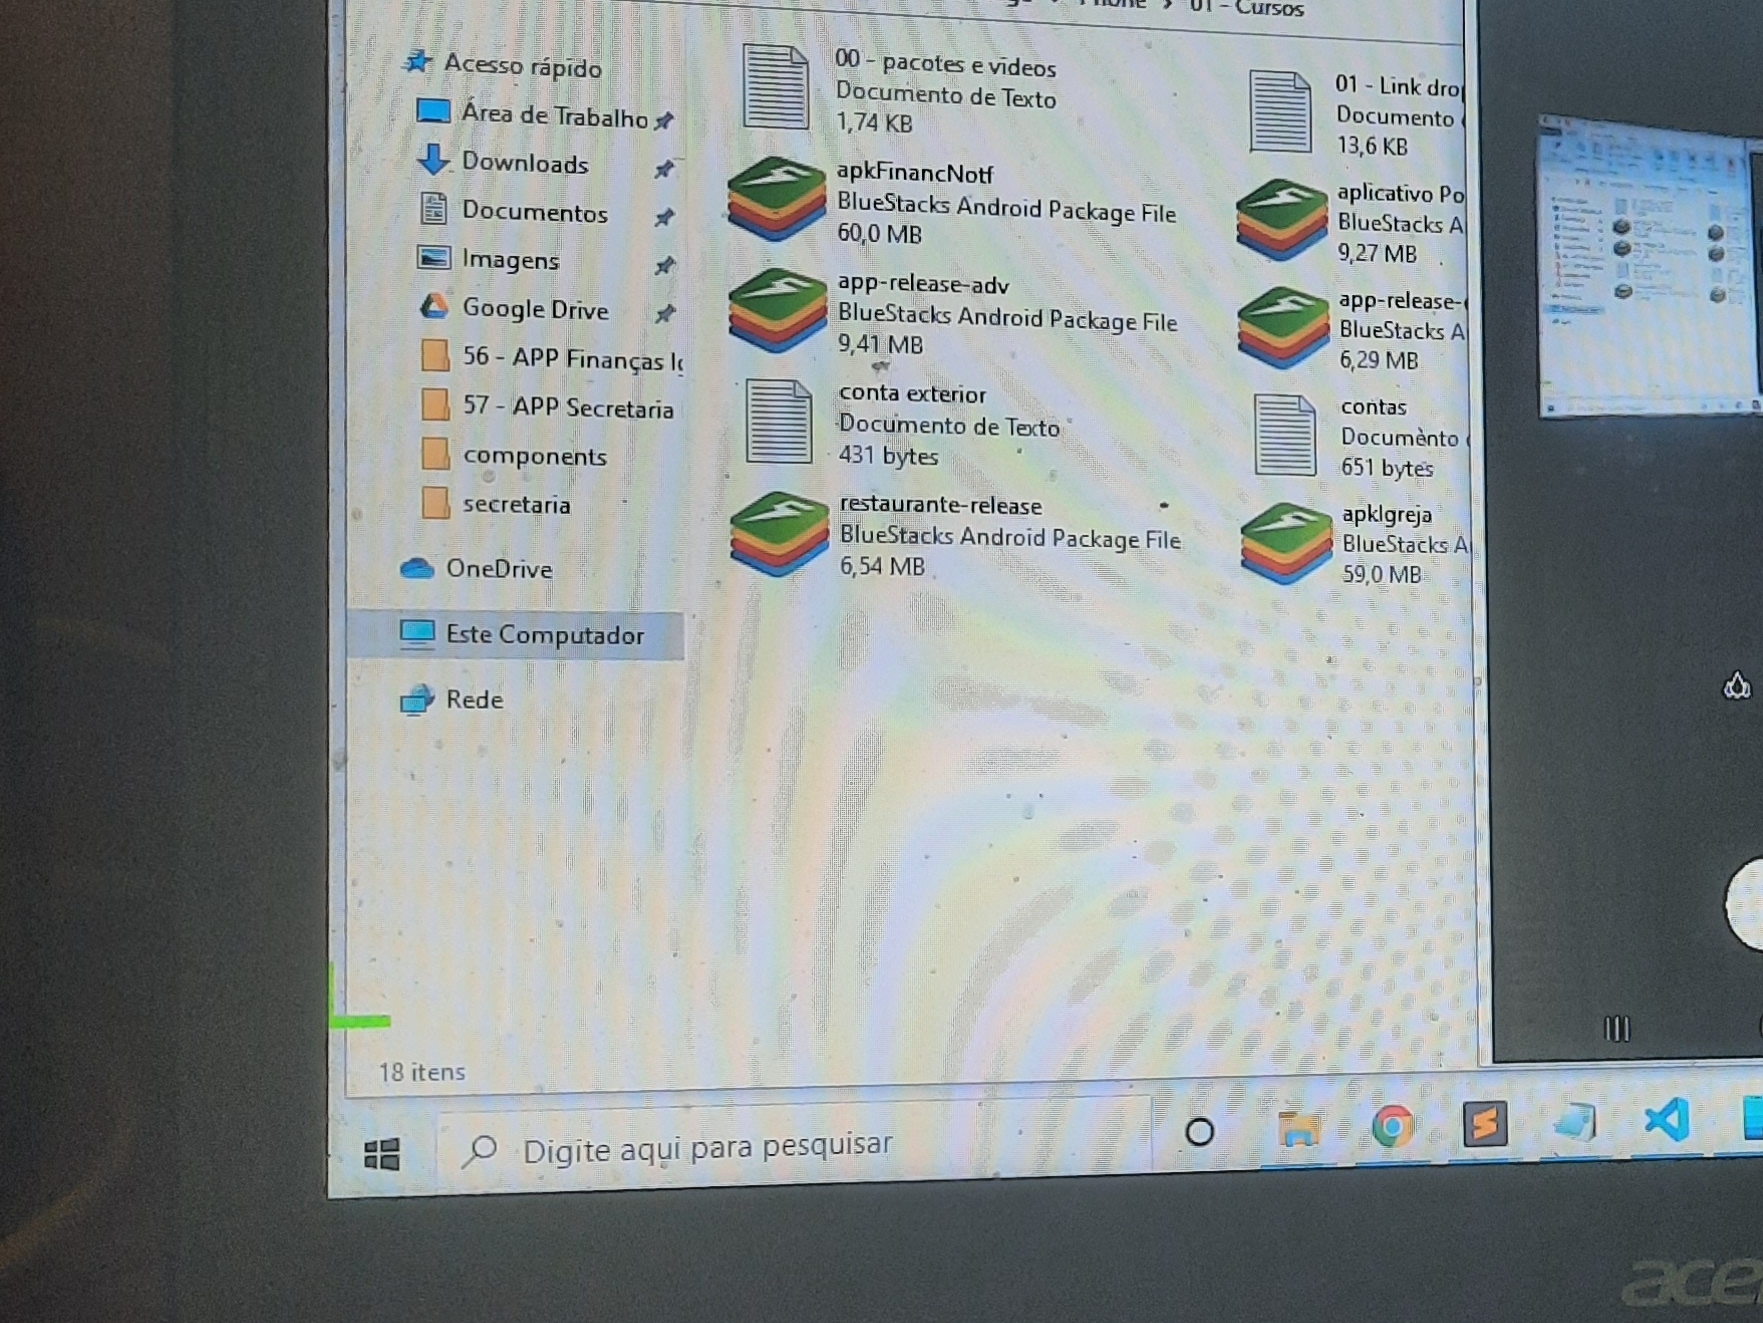 01 - Cursos
Acesso rápido
Área de Trabalho
Downloads
Documentos
Imagens
Google Drive
56 - APP Finanças
57 - APP Secretaria
components
secretaria
OneDrive
Este Computador
Rede
00 - pacotes e videos
Documento de Texto
1,74 KB
01 - Link
Documento
13,6 KB
apkFinancNotf
BlueStacks Android Package File
60,0 MB
aplicativo Po
BlueStacks A
9,27 MB
app-release-adv
BlueStacks Android Package File
9,41 MB
app-release-
BlueStacks A
6,29 MB
conta exterior
Documento de Texto
431 bytes
contas
Documento
651 bytes
restaurante-release
BlueStacks Android Package File
6,54 MB
apkIgreja
BlueStacks A
59,0 MB
18 itens
Digite aqui para pesquisar
acer